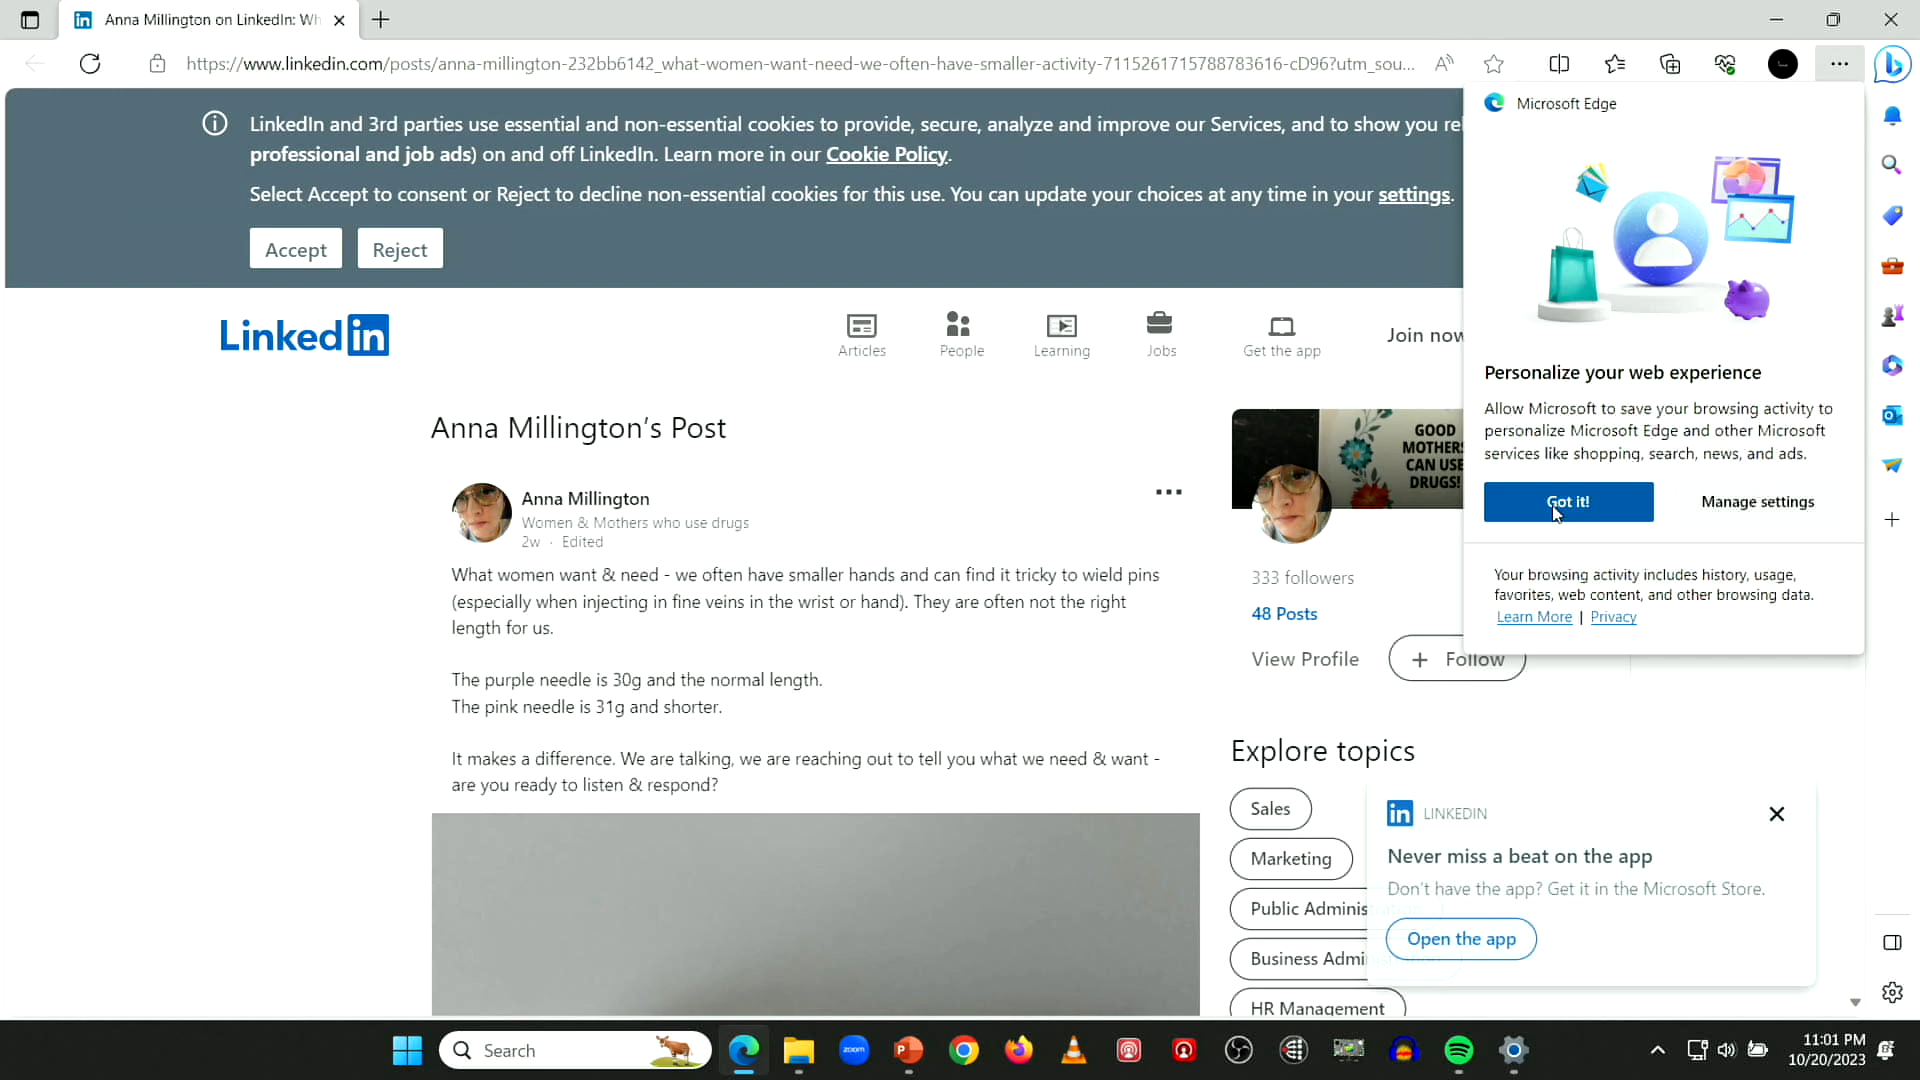 Anna Millington on LinkedIn: Wh
https://www.linkedin.com/posts/anna-millington-232bb6142_what-women-want-need-we-often-have-smaller-activity-7115261715788783616-cD96?utm_sou...
LinkedIn and 3rd parties use essential and non-essential cookies to provide, secure, analyze and improve our Services, and to show you rel
professional and job ads) on and off LinkedIn. Learn more in our Cookie Policy.
Select Accept to consent or Reject to decline non-essential cookies for this use. You can update your choices at any time in your settings.
Accept
Reject
Linked in
Articles
People
Learning
Jobs
Get the app
Join now
Anna Millington's Post
Anna Millington
Women & Mothers who use drugs
2w · Edited
What women want & need - we often have smaller hands and can find it tricky to wield pins
(especially when injecting in fine veins in the wrist or hand). They are often not the right
length for us.
The purple needle is 30g and the normal length.
The pink needle is 31g and shorter.
It makes a difference. We are talking, we are reaching out to tell you what we need & want -
are you ready to listen & respond?
GOOD
MOTHERS
CAN USE
DRUGS!
333 followers
48 Posts
View Profile
+ Follow
Explore topics
Sales
Marketing
Public Adminis
Business Admi
HR Management
Microsoft Edge
Personalize your web experience
Allow Microsoft to save your browsing activity to
personalize Microsoft Edge and other Microsoft
services like shopping, search, news, and ads.
Got it!
Manage settings
Your browsing activity includes history, usage,
favorites, web content, and other browsing data.
Learn More | Privacy
in LINKEDIN
Never miss a beat on the app
Don't have the app? Get it in the Microsoft Store.
Open the app
Search
zoom
11:01 PM
10/20/2023